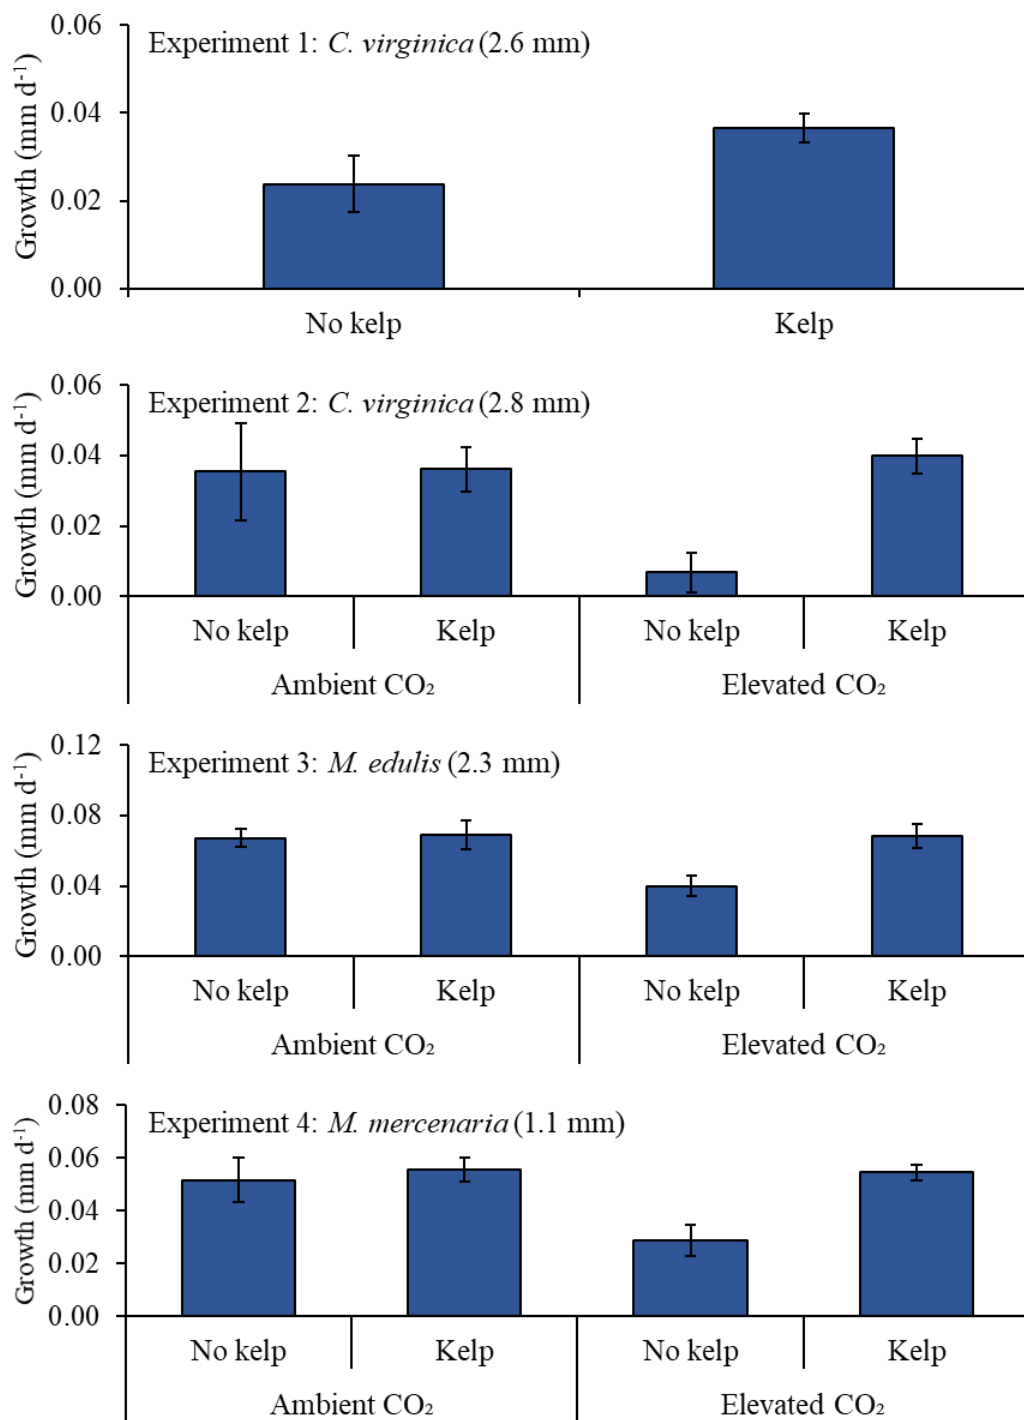 Experiment 1: C. virginica (2.6 mm)
Growth (mm d⁻¹)
0.06
0.04
0.02
0.00
No kelp Kelp
Experiment 2: C. virginica (2.8 mm)
Growth (mm d⁻¹)
0.06
0.04
0.02
0.00
No kelp Kelp No kelp Kelp
Ambient CO₂ Elevated CO₂
Experiment 3: M. edulis (2.3 mm)
Growth (mm d⁻¹)
0.12
0.08
0.04
0.00
No kelp Kelp No kelp Kelp
Ambient CO₂ Elevated CO₂
Experiment 4: M. mercenaria (1.1 mm)
Growth (mm d⁻¹)
0.08
0.06
0.04
0.02
0.00
No kelp Kelp No kelp Kelp
Ambient CO₂ Elevated CO₂